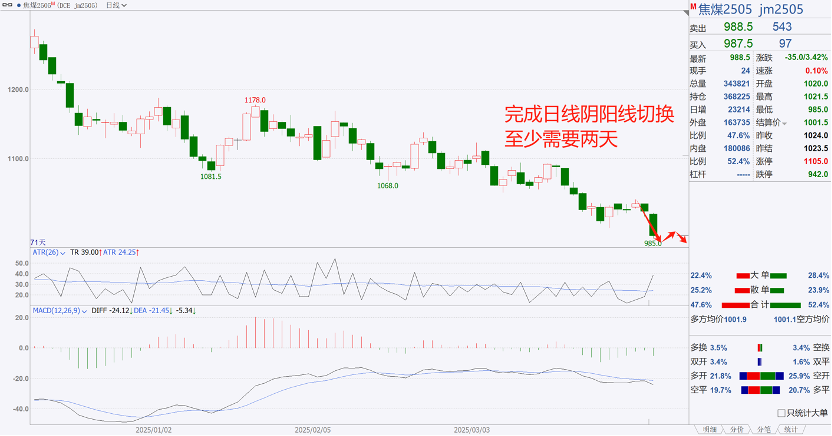 焦煤2505M (DCE jm2505) 日线
M 焦煤2505 jm2505
卖出 988.5 543
买入 987.5 97
最新 988.5 涨跌 -35.0/3.42%
现手 24 速涨 0.10%
总量 343821 开盘 1020.0
持仓 368225 最高 1021.5
日增 23214 最低 985.0
外盘 163735 结算价 1001.5
比例 47.6% 昨收 1024.0
内盘 180086 昨结 1023.5
比例 52.4% 涨停 1105.0
杠杆 ----- 跌停 942.0
1200.0
1178.0
完成日线阴阳线切换
至少需要两天
1100.0
1081.5
1068.0
985.0
71天
ATR(26) TR 39.00↑ ATR 24.25↑
50.0
40.0
30.0
20.0
22.4% 大单 28.4%
25.2% 散单 23.9%
47.6% 合计 52.4%
多方均价1001.9 1001.1空方均价
MACD(12,26,9) DIFF -24.12↓ DEA -21.45↓ -5.34↓
20.0
0.0
-20.0
-40.0
多换 3.5% 3.4% 空换
双开 3.4% 1.6% 双平
多开 21.8% 25.9% 空开
空平 19.7% 20.7% 多平
只统计大单
2025/01/02 2025/02/05 2025/03/03
明细 分价 分笔 统计